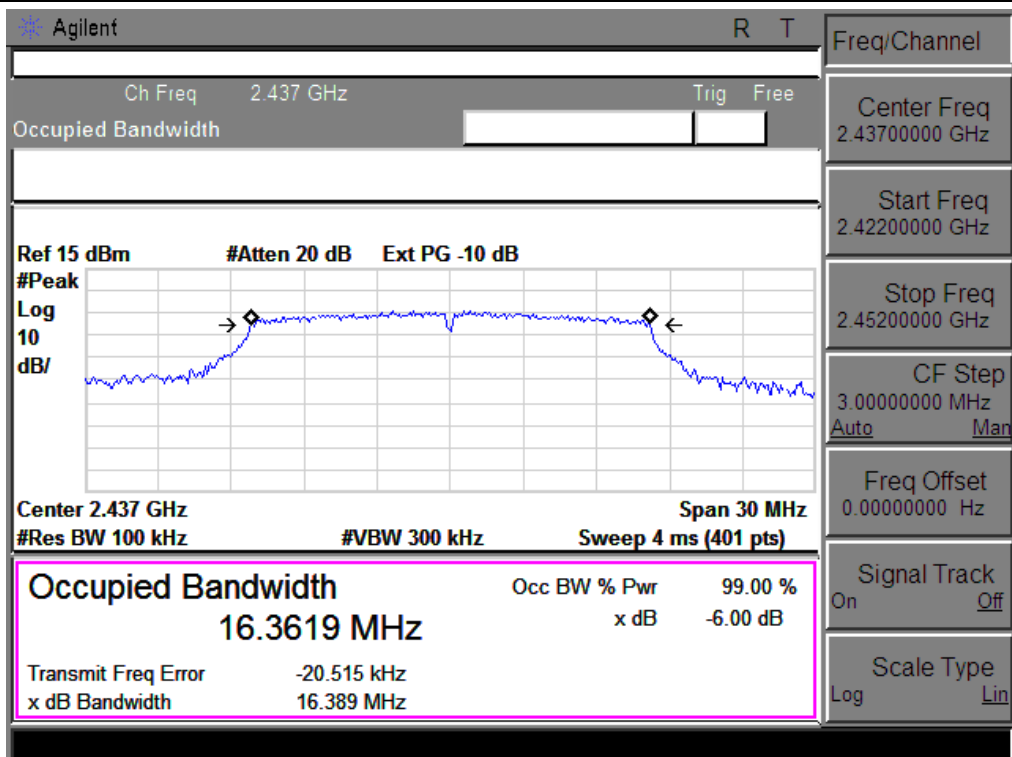 Agilent R T
Ch Freq 2.437 GHz Trig Free
Occupied Bandwidth
Ref 15 dBm #Atten 20 dB Ext PG -10 dB
#Peak
Log
10
dB/
Center 2.437 GHz Span 30 MHz
#Res BW 100 kHz #VBW 300 kHz Sweep 4 ms (401 pts)
Occupied Bandwidth Occ BW % Pwr 99.00 %
16.3619 MHz x dB -6.00 dB
Transmit Freq Error -20.515 kHz
x dB Bandwidth 16.389 MHz
Freq/Channel
Center Freq
2.43700000 GHz
Start Freq
2.42200000 GHz
Stop Freq
2.45200000 GHz
CF Step
3.00000000 MHz
Auto Man
Freq Offset
0.00000000 Hz
Signal Track
On Off
Scale Type
Log Lin